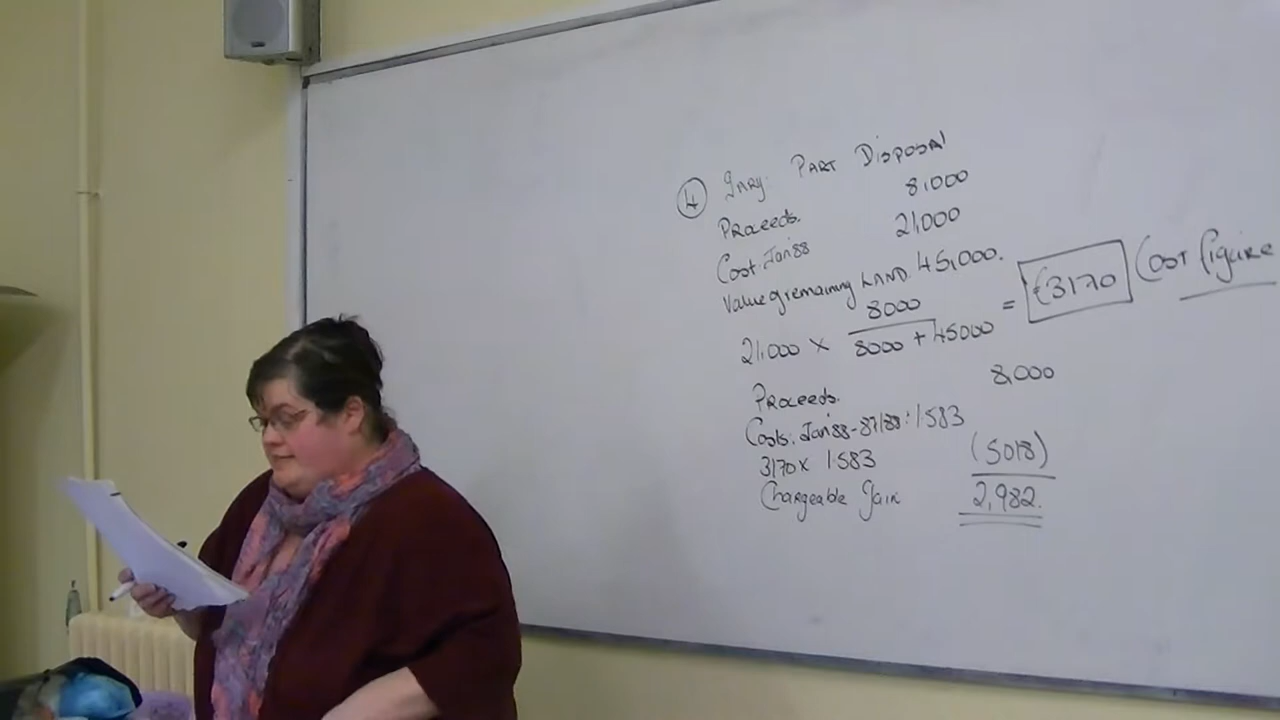 ④ Gary: PART DISPOSAl
Proceeds. 8,000
Cost Jan'88 21,000
Value of remaining LAND. 45,000.
21,000 × 8000 / 8000 + 45000 = €3170 Cost figure
Proceeds. 8,000
Costs: Jan'88 - 87/88: 1.583
3170 x 1.583 (5018)
Chargeable Gain 2,982.